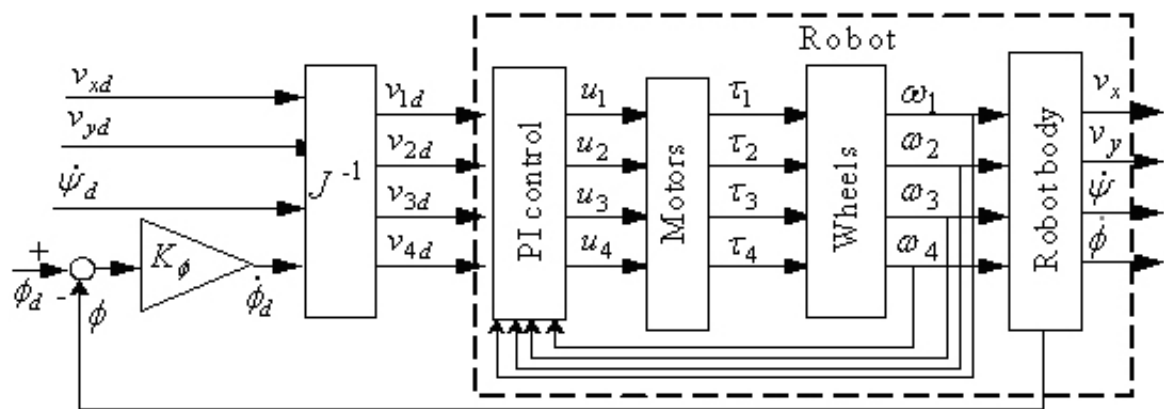 Robot
v_xd
v_yd
ψ̇_d
+
ϕ_d
-
ϕ
K_ϕ
ϕ̇_d
J⁻¹
v_1d
v_2d
v_3d
v_4d
PI control
u_1
u_2
u_3
u_4
Motors
τ_1
τ_2
τ_3
τ_4
Wheels
ω_1
ω_2
ω_3
ω_4
Robot body
v_x
v_y
ψ̇
ϕ̇